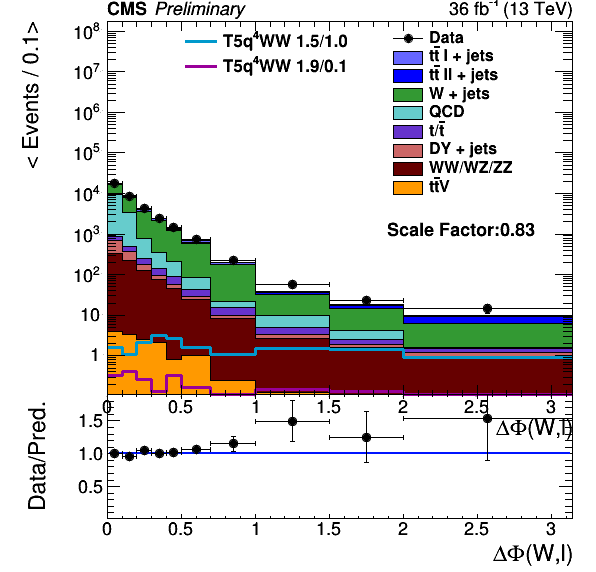 CMS Preliminary 36 fb⁻¹ (13 TeV)
< Events / 0.1>
10⁸
10⁷
10⁶
10⁵
10⁴
10³
10²
10
1
T5q⁴WW 1.5/1.0
T5q⁴WW 1.9/0.1
Data
tt̄ l + jets
tt̄ ll + jets
W + jets
QCD
t/t̄
DY + jets
WW/WZ/ZZ
tt̄V
Scale Factor:0.83
0 0.5 1 1.5 2 2.5 3
ΔΦ(W,l)
Data/Pred.
1.5
1.0
0.5
0 0.5 1 1.5 2 2.5 3
ΔΦ(W,l)